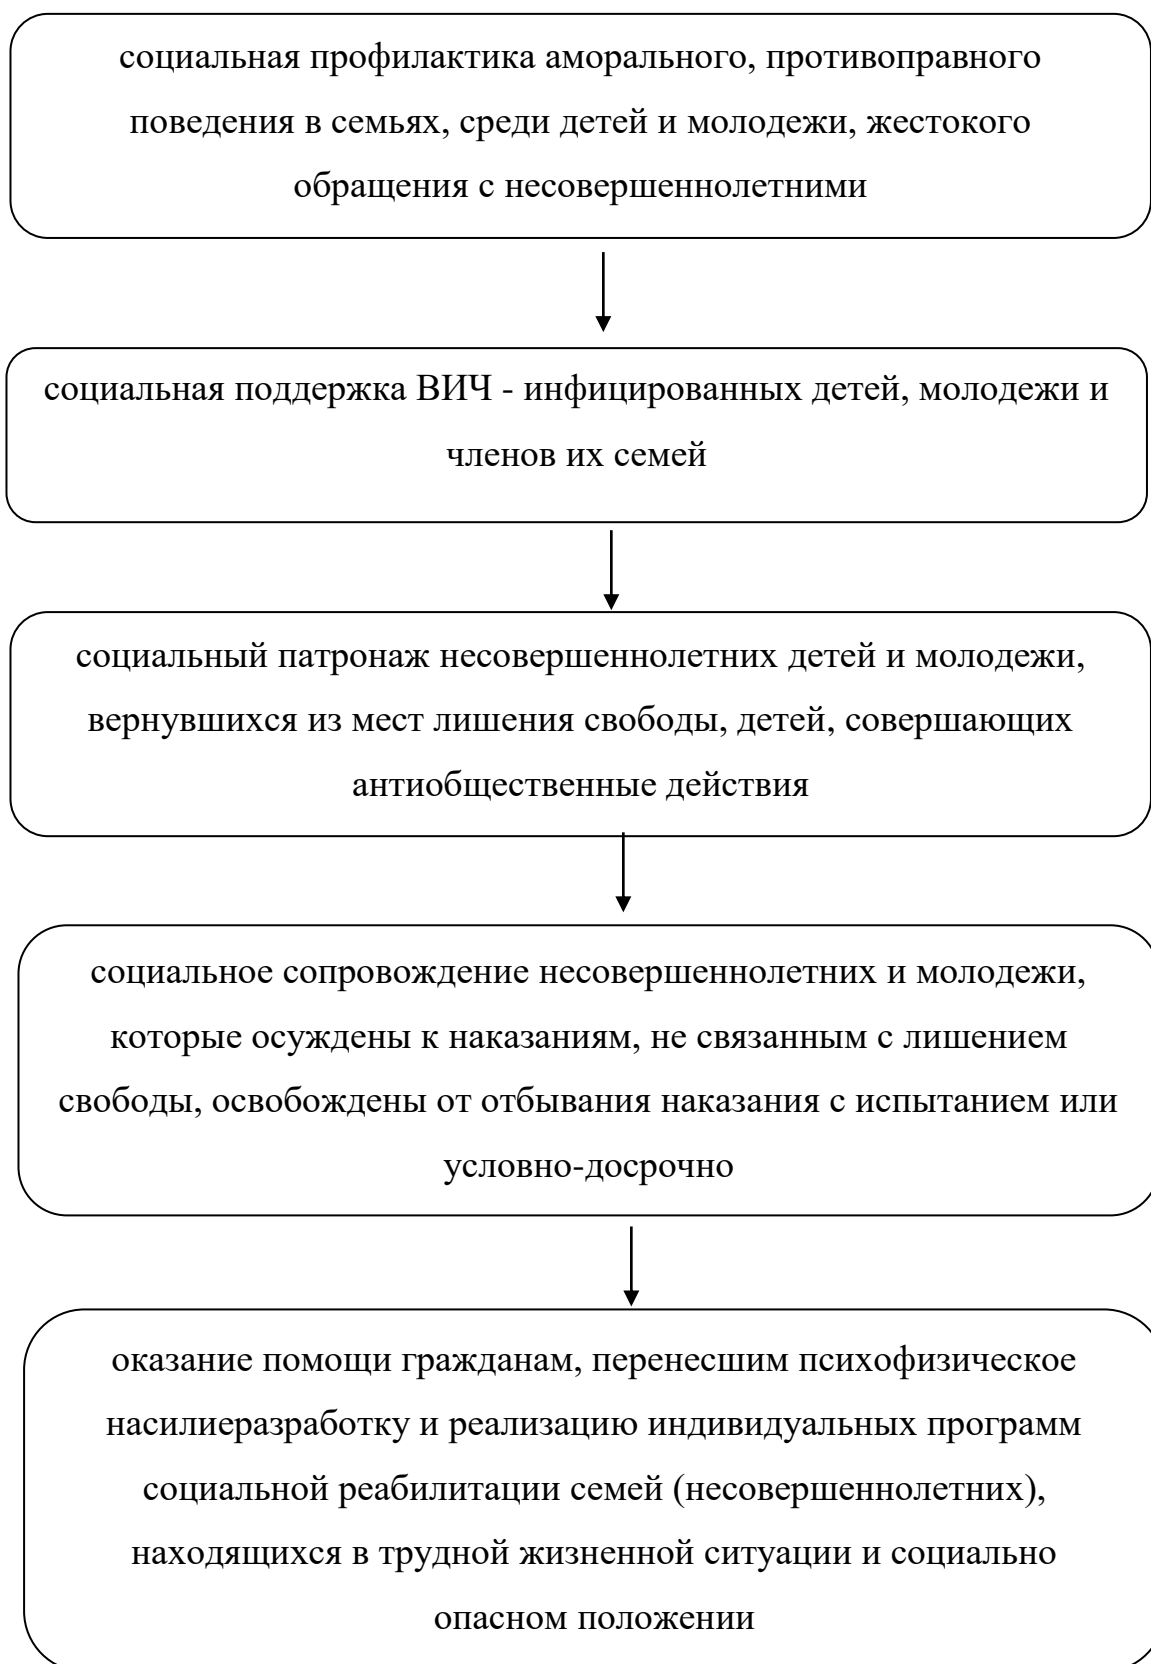 социальная профилактика аморального, противоправного
поведения в семьях, среди детей и молодежи, жестокого
обращения с несовершеннолетними
социальная поддержка ВИЧ - инфицированных детей, молодежи и
членов их семей
социальный патронаж несовершеннолетних детей и молодежи,
вернувшихся из мест лишения свободы, детей, совершающих
антиобщественные действия
социальное сопровождение несовершеннолетних и молодежи,
которые осуждены к наказаниям, не связанным с лишением
свободы, освобождены от отбывания наказания с испытанием или
условно-досрочно
оказание помощи гражданам, перенесшим психофизическое
насилиеразработку и реализацию индивидуальных программ
социальной реабилитации семей (несовершеннолетних),
находящихся в трудной жизненной ситуации и социально
опасном положении